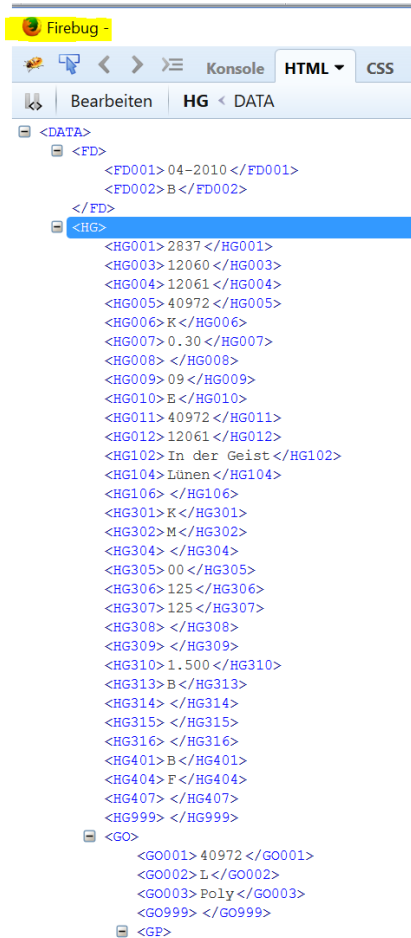 Firebug -
Konsole HTML CSS
Bearbeiten HG < DATA
<DATA>
<FD>
<FD001>04-2010</FD001>
<FD002>B</FD002>
</FD>
<HG>
<HG001>2837</HG001>
<HG003>12060</HG003>
<HG004>12061</HG004>
<HG005>40972</HG005>
<HG006>K</HG006>
<HG007>0.30</HG007>
<HG008> </HG008>
<HG009>09</HG009>
<HG010>E</HG010>
<HG011>40972</HG011>
<HG012>12061</HG012>
<HG102>In der Geist</HG102>
<HG104>Lünen</HG104>
<HG106> </HG106>
<HG301>K</HG301>
<HG302>M</HG302>
<HG304> </HG304>
<HG305>00</HG305>
<HG306>125</HG306>
<HG307>125</HG307>
<HG308> </HG308>
<HG309> </HG309>
<HG310>1.500</HG310>
<HG313>B</HG313>
<HG314> </HG314>
<HG315> </HG315>
<HG316> </HG316>
<HG401>B</HG401>
<HG404>F</HG404>
<HG407> </HG407>
<HG999> </HG999>
<GO>
<GO001>40972</GO001>
<GO002>L</GO002>
<GO003>Poly</GO003>
<GO999> </GO999>
<GP>